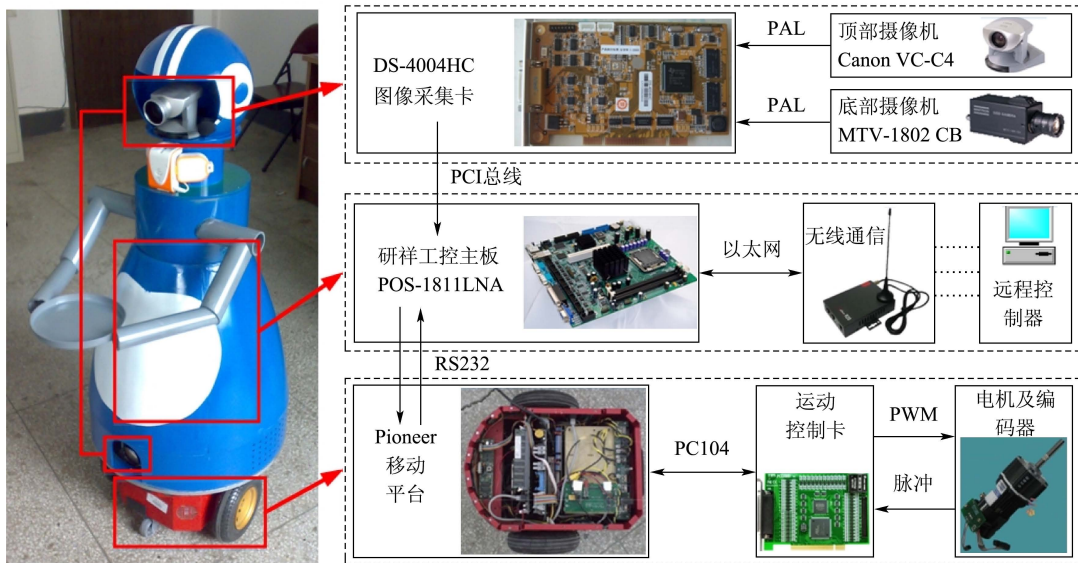 DS-4004HC
图像采集卡
PAL
顶部摄像机
Canon VC-C4
PAL
底部摄像机
MTV-1802 CB
PCI总线
研祥工控主板
POS-1811LNA
以太网
无线通信
远程控
制器
RS232
Pioneer
移动
平台
PC104
运动
控制卡
PWM
脉冲
电机及编
码器